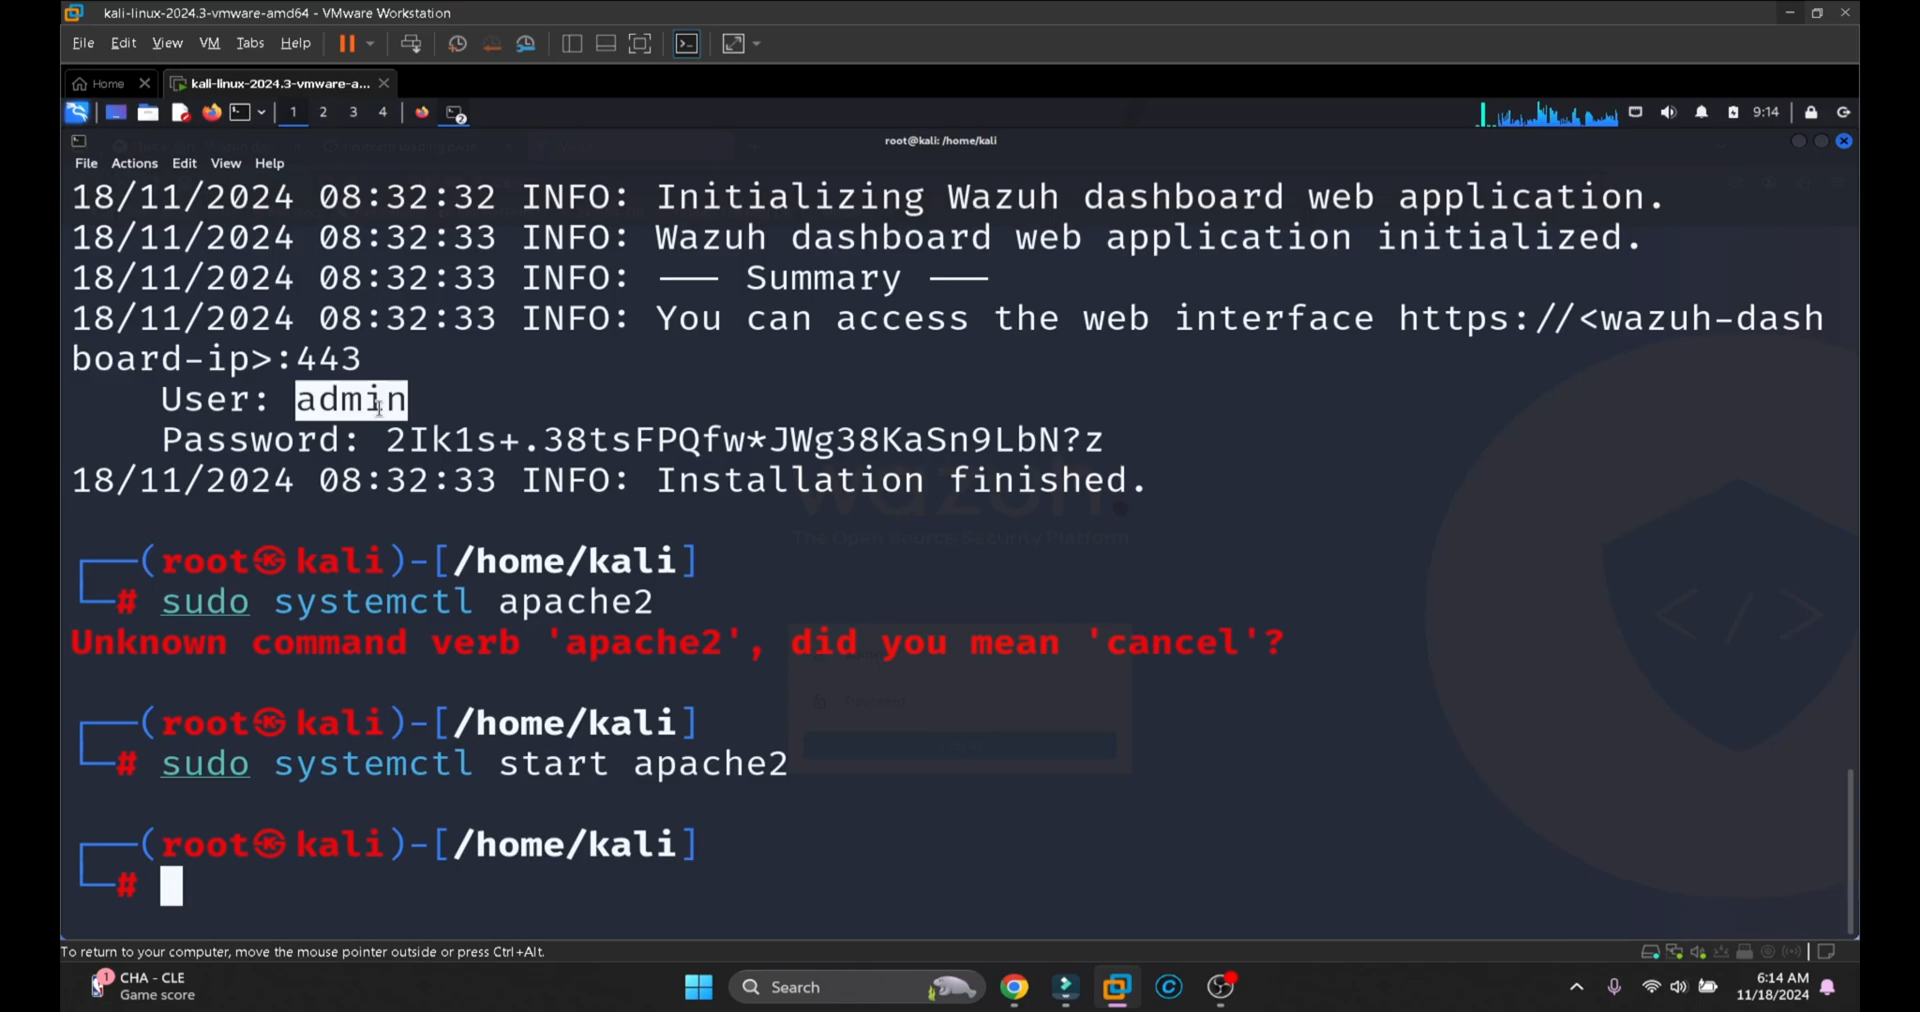 kali-linux-2024.3-vmware-amd64 - VMware Workstation
File Edit View VM Tabs Help
Home kali-linux-2024.3-vmware-a...
1 2 3 4 9:14
root@kali: /home/kali
File Actions Edit View Help
18/11/2024 08:32:32 INFO: Initializing Wazuh dashboard web application.
18/11/2024 08:32:33 INFO: Wazuh dashboard web application initialized.
18/11/2024 08:32:33 INFO: —— Summary ——
18/11/2024 08:32:33 INFO: You can access the web interface https://<wazuh-dash
board-ip>:443
User: admin
Password: 2Ik1s+.38tsFPQfw*JWg38KaSn9LbN?z
18/11/2024 08:32:33 INFO: Installation finished.
wazuh.
The Open Source Security Platform
┌──(root㉿kali)-[/home/kali]
└─# sudo systemctl apache2
Unknown command verb 'apache2', did you mean 'cancel'?
┌──(root㉿kali)-[/home/kali]
└─# sudo systemctl start apache2
┌──(root㉿kali)-[/home/kali]
└─#
To return to your computer, move the mouse pointer outside or press Ctrl+Alt.
1 CHA - CLE
Game score
Search
6:14 AM
11/18/2024